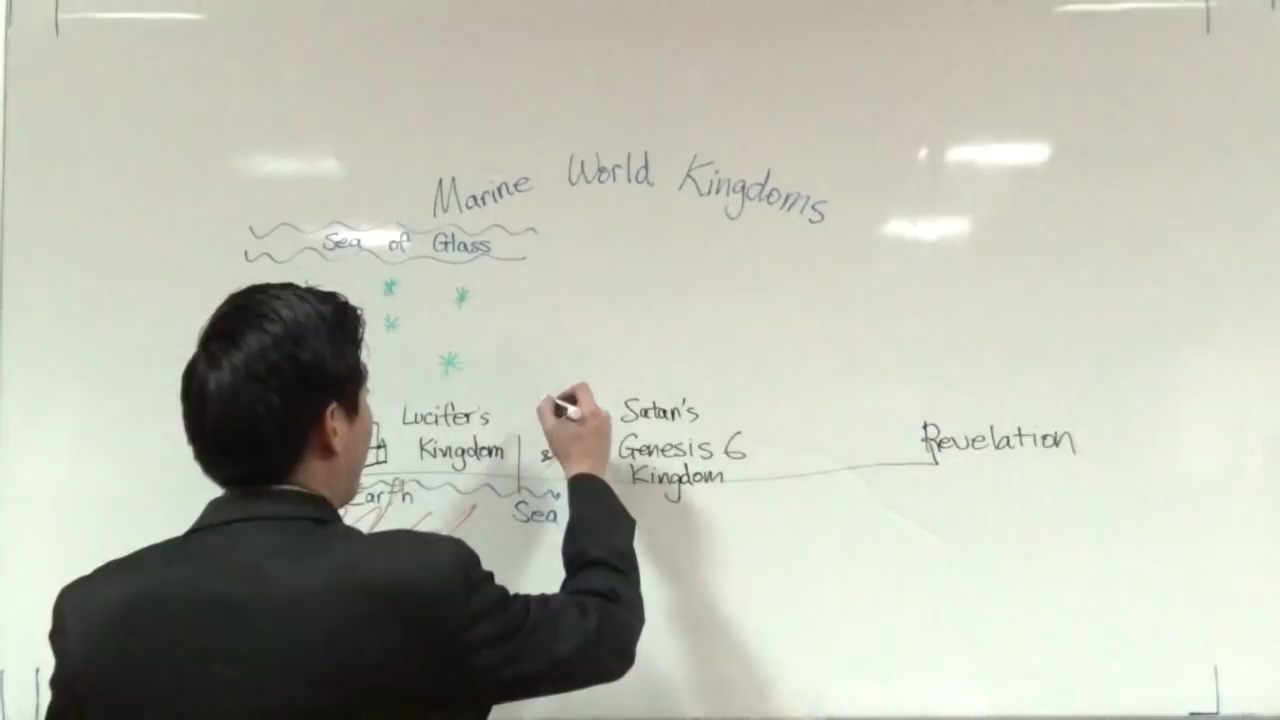 Marine World Kingdoms
Sea of Glass
Lucifer's
Kingdom
Satan's
Genesis 6
Kingdom
Revelation
Earth
Sea